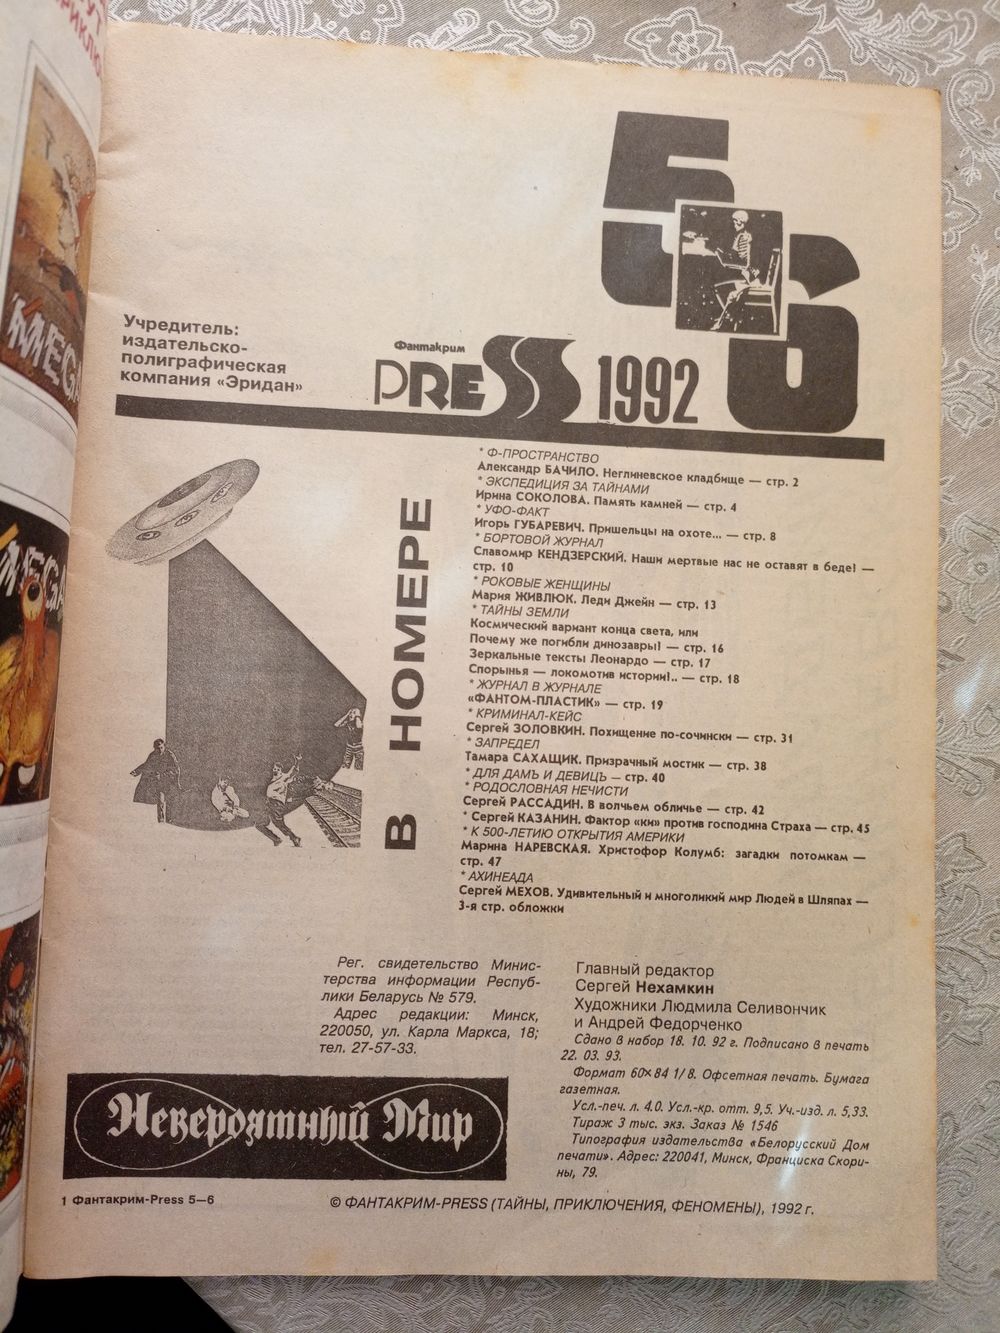 56
Учредитель:
издательско-
полиграфическая
компания «Эридан»
Фантакрим
PRESS 1992
В НОМЕРЕ
* Ф-ПРОСТРАНСТВО
Александр БАЧИЛО. Неглиневское кладбище — стр. 2
* ЭКСПЕДИЦИЯ ЗА ТАЙНАМИ
Ирина СОКОЛОВА. Память камней — стр. 4
* УФО-ФАКТ
Игорь ГУБАРЕВИЧ. Пришельцы на охоте... — стр. 8
* БОРТОВОЙ ЖУРНАЛ
Славомир КЕНДЗЕРСКИЙ. Наши мертвые нас не оставят в беде! —
стр. 10
* РОКОВЫЕ ЖЕНЩИНЫ
Мария ЖИВЛЮК. Леди Джейн — стр. 13
* ТАЙНЫ ЗЕМЛИ
Космический вариант конца света, или
Почему же погибли динозавры! — стр. 16
Зеркальные тексты Леонардо — стр. 17
Спорынья — локомотив истории!.. — стр. 18
* ЖУРНАЛ В ЖУРНАЛЕ
«ФАНТОМ-ПЛАСТИК» — стр. 19
* КРИМИНАЛ-КЕЙС
Сергей ЗОЛОВКИН. Похищение по-сочински — стр. 31
* ЗАПРЕДЕЛ
Тамара САХАЩИК. Призрачный мостик — стр. 38
* ДЛЯ ДАМЪ И ДЕВИЦЪ — стр. 40
* РОДОСЛОВНАЯ НЕЧИСТИ
Сергей РАССАДИН. В волчьем обличье — стр. 42
* Сергей КАЗАНИН. Фактор «ки» против господина Страха — стр. 45
* К 500-ЛЕТИЮ ОТКРЫТИЯ АМЕРИКИ
Марина НАРЕВСКАЯ. Христофор Колумб: загадки потомкам —
стр. 47
* АХИНЕАДА
Сергей МЕХОВ. Удивительный и многоликий мир Людей в Шляпах —
3-я стр. обложки
Рег. свидетельство Минис-
терства информации Респуб-
лики Беларусь № 579.
Адрес редакции: Минск,
220050, ул. Карла Маркса, 18;
тел. 27-57-33.
Главный редактор
Сергей Нехамкин
Художники Людмила Селивончик
и Андрей Федорченко
Сдано в набор 18. 10. 92 г. Подписано в печать
22. 03. 93.
Формат 60×84 1/8. Офсетная печать. Бумага
газетная.
Усл.-печ. л. 4.0. Усл.-кр. отт. 9,5. Уч.-изд. л. 5,33.
Тираж 3 тыс. экз. Заказ № 1546
Типография издательства «Белорусский Дом
печати». Адрес: 220041, Минск, Франциска Скори-
ны, 79.
Невероятный Мир
1 Фантакрим-Press 5—6
© ФАНТАКРИМ-PRESS (ТАЙНЫ, ПРИКЛЮЧЕНИЯ, ФЕНОМЕНЫ), 1992 г.